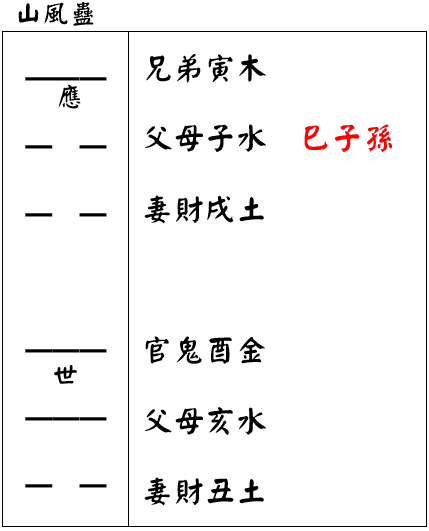 山風蠱
兄弟寅木
應
父母子水 巳子孫
妻財戌土
官鬼酉金
世
父母亥水
妻財丑土